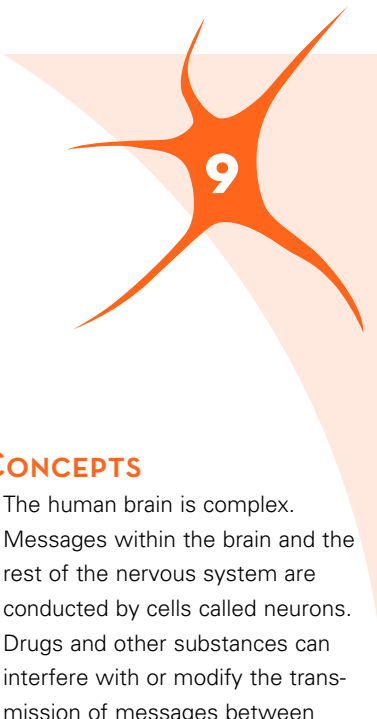 9
CONCEPTS
The human brain is complex.
Messages within the brain and the
rest of the nervous system are
conducted by cells called neurons.
Drugs and other substances can
interfere with or modify the trans-
mission of messages between